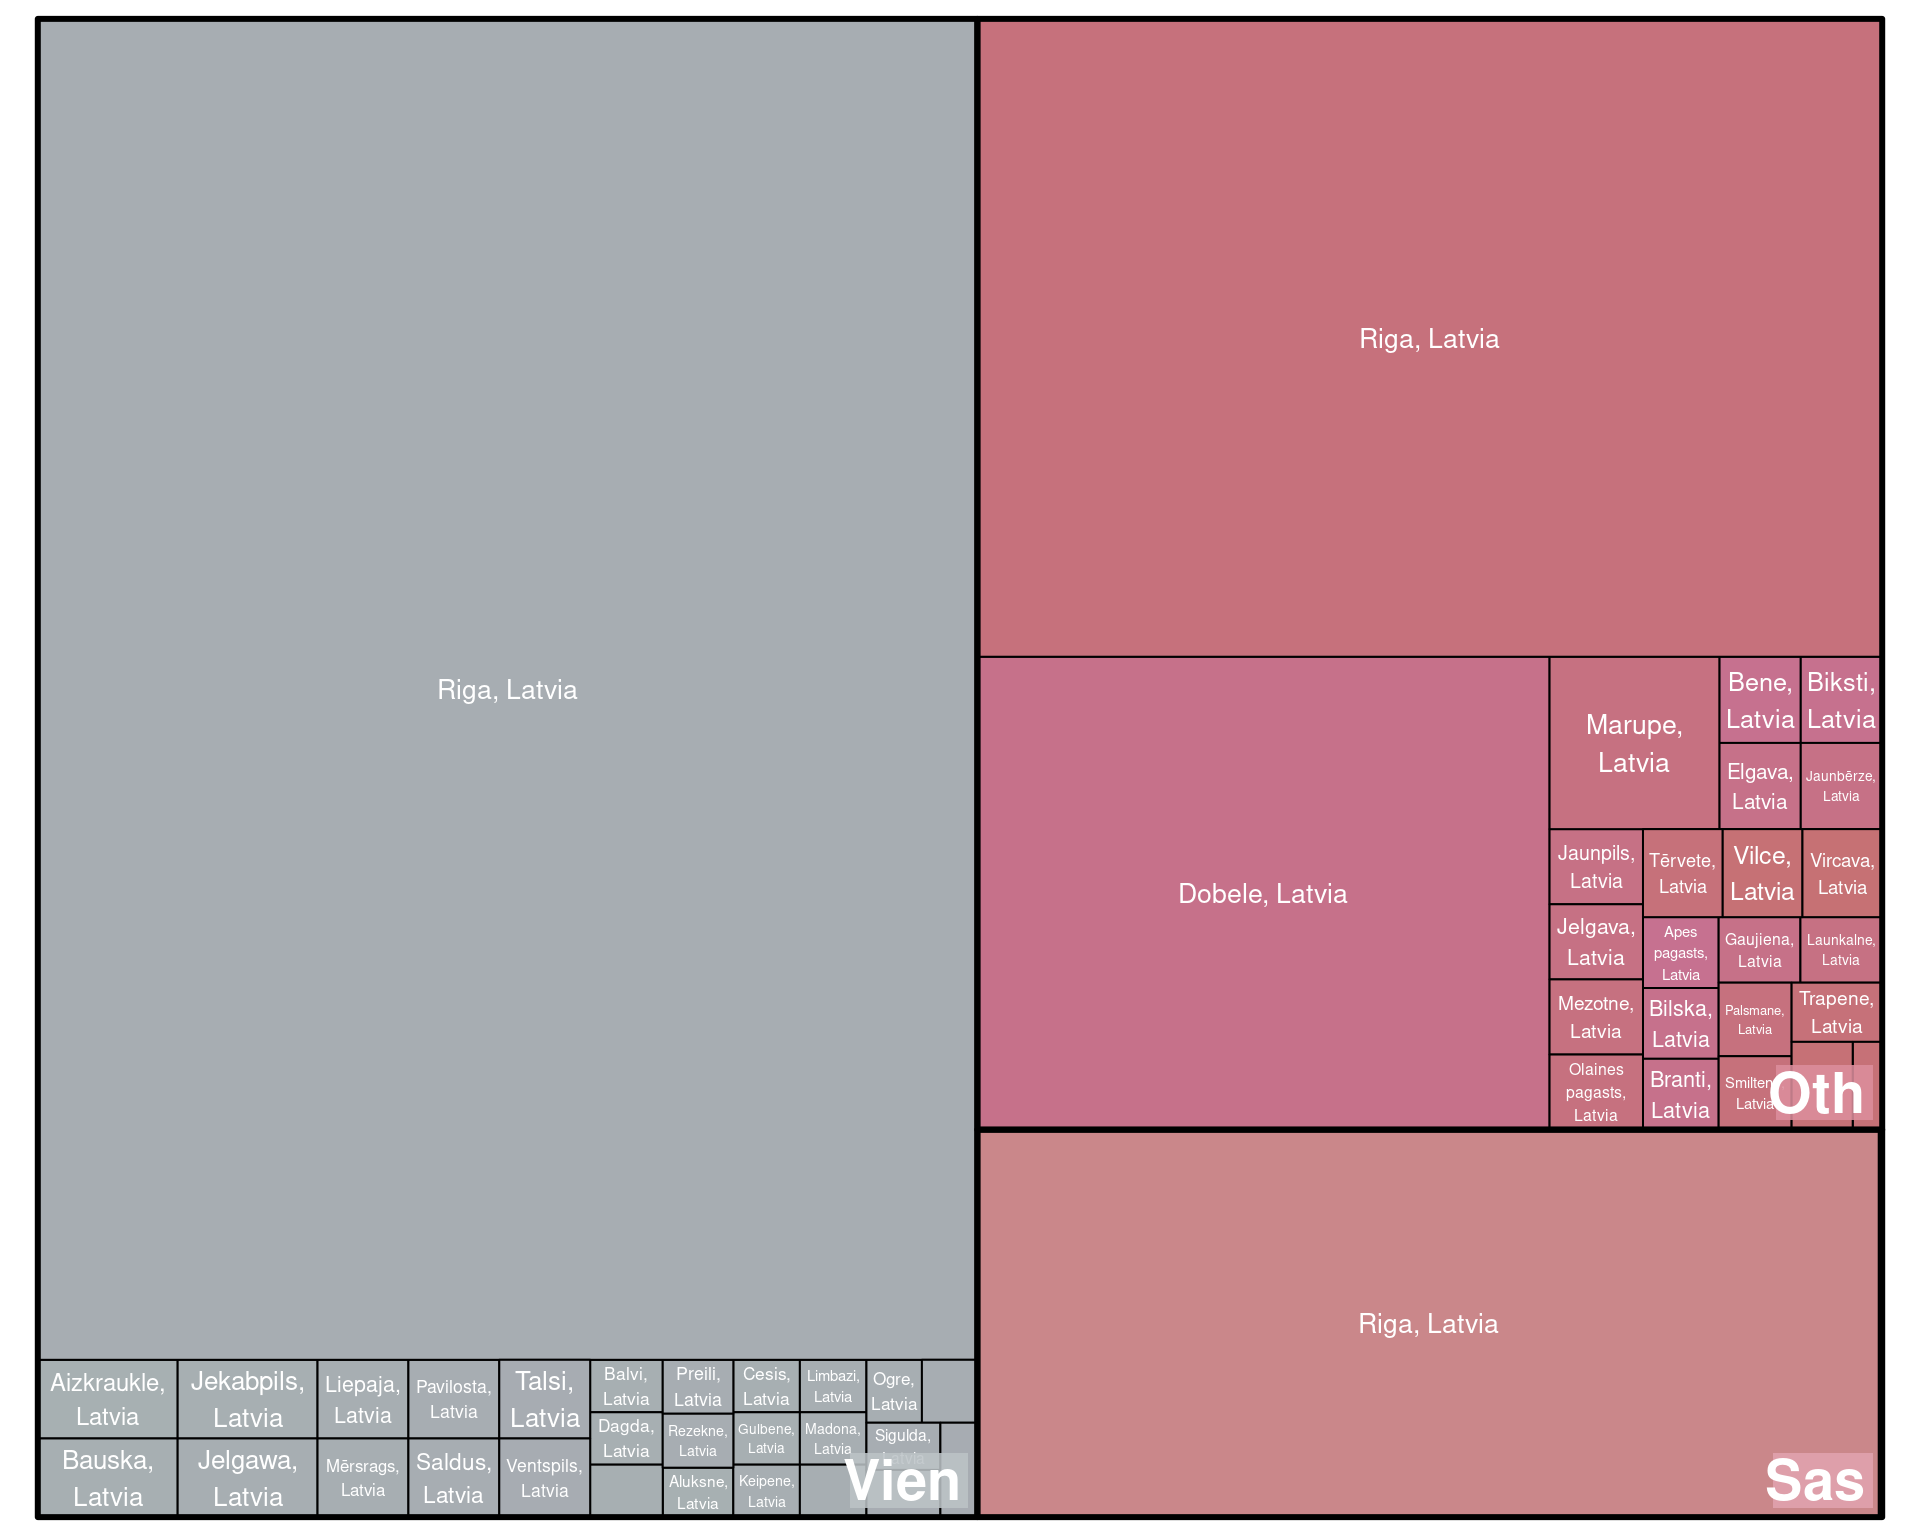 Riga, Latvia
Aizkraukle,
Latvia
Jekabpils,
Latvia
Liepaja,
Latvia
Pavilosta,
Latvia
Talsi,
Latvia
Balvi,
Latvia
Preili,
Latvia
Cesis,
Latvia
Limbazi,
Latvia
Ogre,
Latvia
Dagda,
Latvia
Rezekne,
Latvia
Gulbene,
Latvia
Madona,
Latvia
Sigulda,
Latvia
Bauska,
Latvia
Jelgawa,
Latvia
Mērsrags,
Latvia
Saldus,
Latvia
Ventspils,
Latvia
Aluksne,
Latvia
Keipene,
Latvia
Vien
Riga, Latvia
Dobele, Latvia
Marupe,
Latvia
Bene,
Latvia
Biksti,
Latvia
Elgava,
Latvia
Jaunbērze,
Latvia
Jaunpils,
Latvia
Tērvete,
Latvia
Vilce,
Latvia
Vircava,
Latvia
Jelgava,
Latvia
Apes
pagasts,
Latvia
Gaujiena,
Latvia
Launkalne,
Latvia
Mezotne,
Latvia
Bilska,
Latvia
Palsmane,
Latvia
Trapene,
Latvia
Olaines
pagasts,
Latvia
Branti,
Latvia
Smilten
Latvia
Oth
Riga, Latvia
Sas